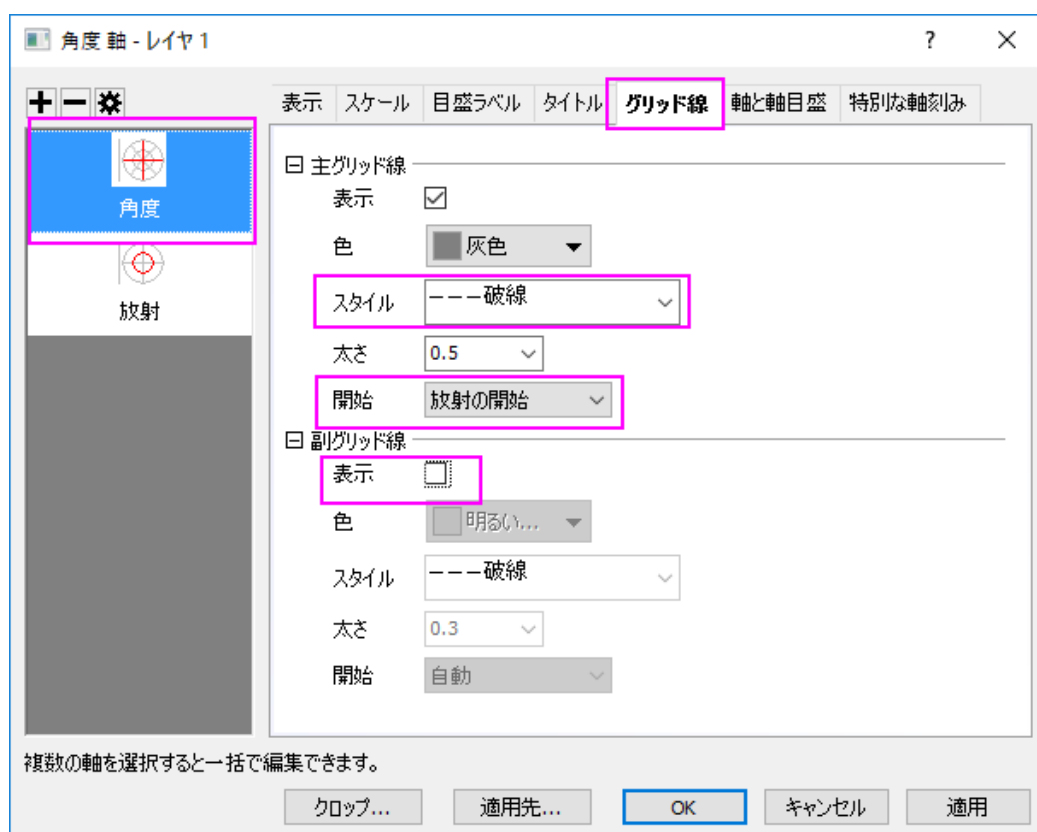 角度 軸 - レイヤ 1
?
表示 スケール 目盛ラベル タイトル グリッド線 軸と軸目盛 特別な軸刻み
角度
放射
主グリッド線
表示
色 灰色
スタイル ---破線
太さ 0.5
開始 放射の開始
副グリッド線
表示
色 明るい...
スタイル ---破線
太さ 0.3
開始 自動
複数の軸を選択すると一括で編集できます。
クロップ... 適用先... OK キャンセル 適用